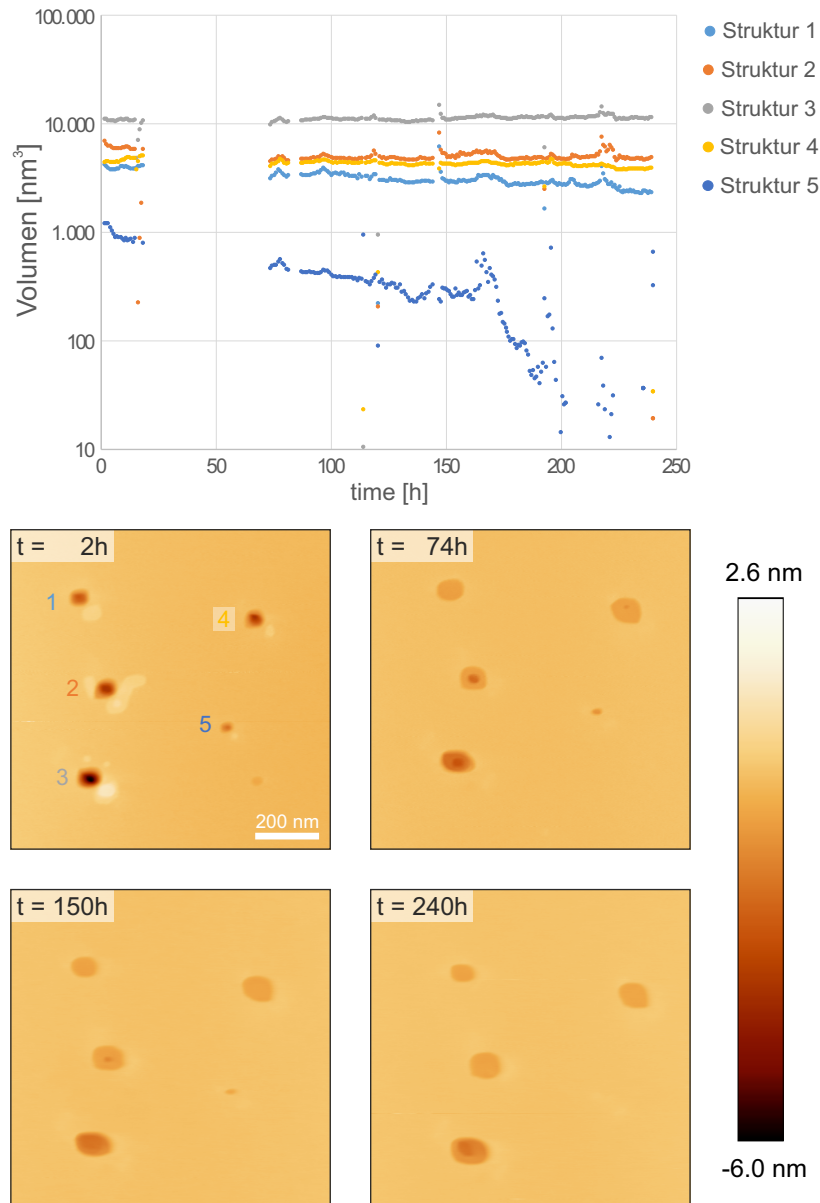 100.000
10.000
1.000
100
10
Volumen [nm³]
0 50 100 150 200 250
time [h]
Struktur 1
Struktur 2
Struktur 3
Struktur 4
Struktur 5
t = 2h
1
4
2
5
3
200 nm
t = 74h
2.6 nm
t = 150h
t = 240h
-6.0 nm